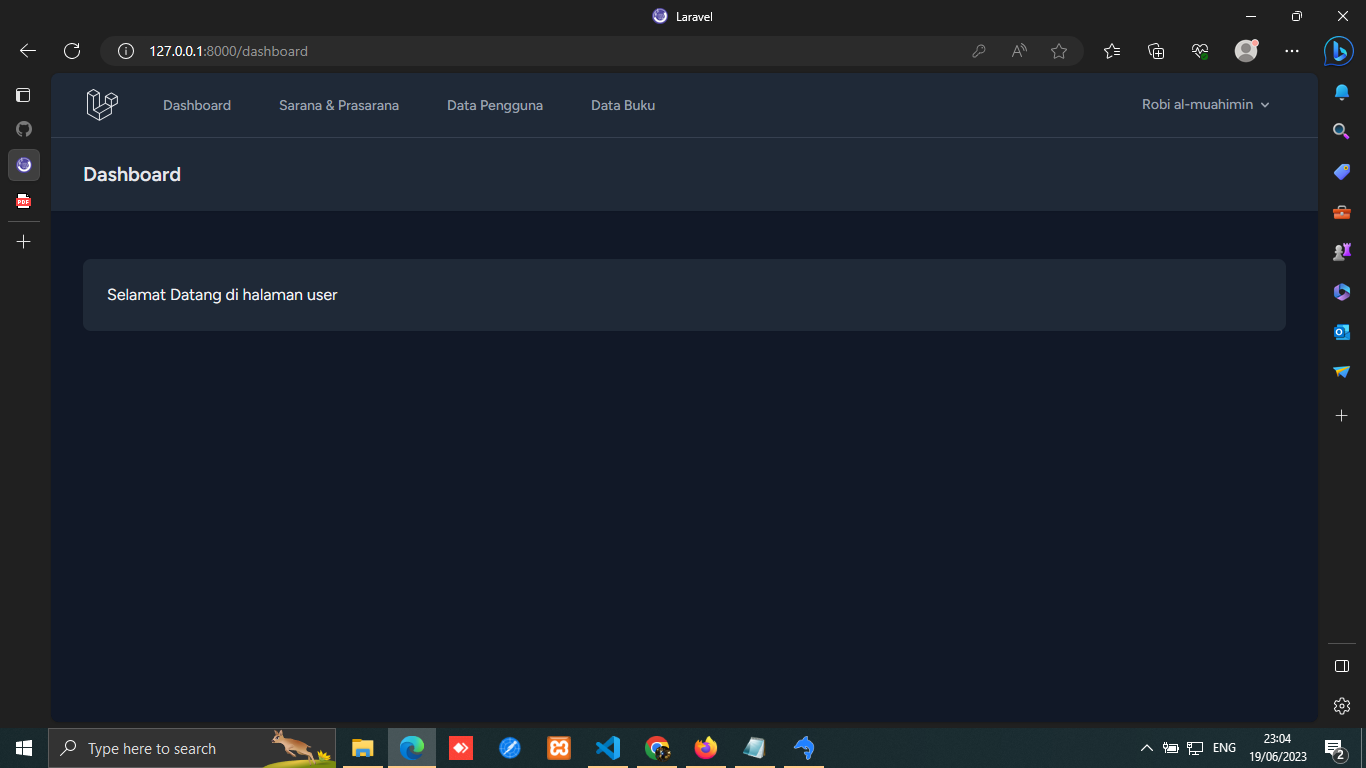 Laravel
127.0.0.1:8000/dashboard
Dashboard
Sarana & Prasarana
Data Pengguna
Data Buku
Robi al-muahimin
Dashboard
Selamat Datang di halaman user
Type here to search
ENG
23:04
19/06/2023
2
PDF